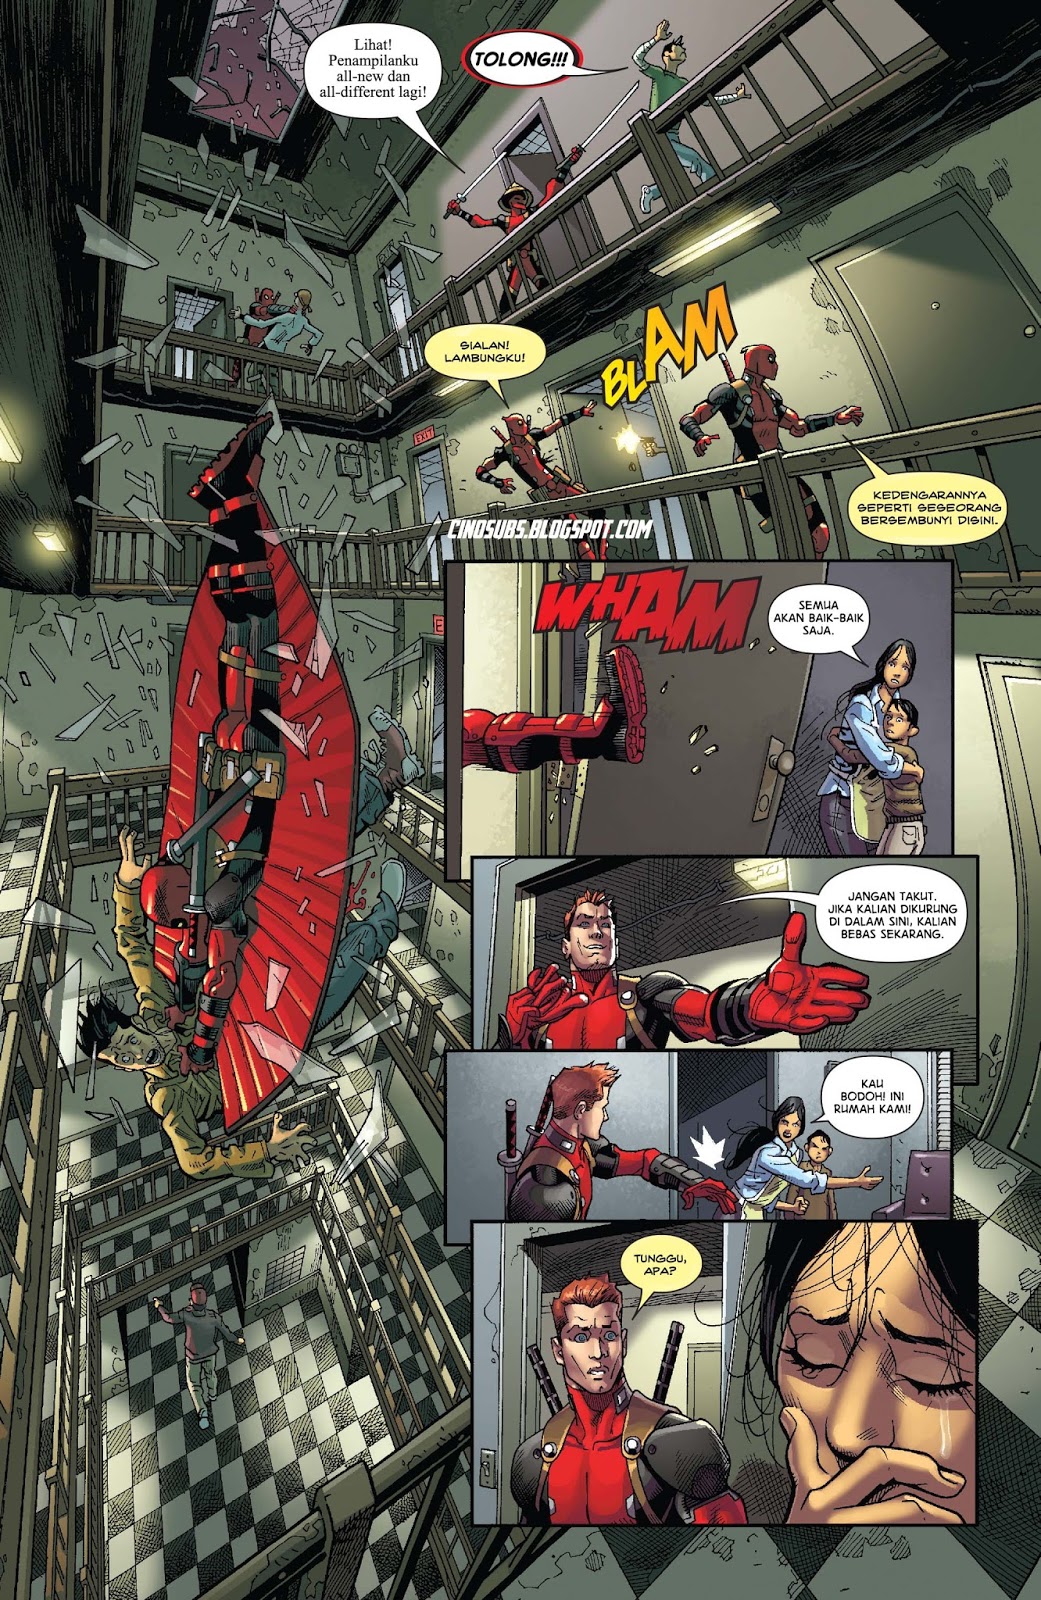 Lihat!
Penampilanku
all-new dan
all-different lagi!
TOLONG!!!
SIALAN!
LAMBUNGKU!
BLAM
EXIT
KEDENGARANNYA
SEPERTI SESEORANG
BERSEMBUNYI DISINI.
CINOSUBS.BLOGSPOT.COM
WHAM
SEMUA
AKAN BAIK-BAIK
SAJA.
JANGAN TAKUT.
JIKA KALIAN DIKURUNG
DI DALAM SINI, KALIAN
BEBAS SEKARANG.
KAU
BODOH! INI
RUMAH KAMI!
TUNGGU,
APA?